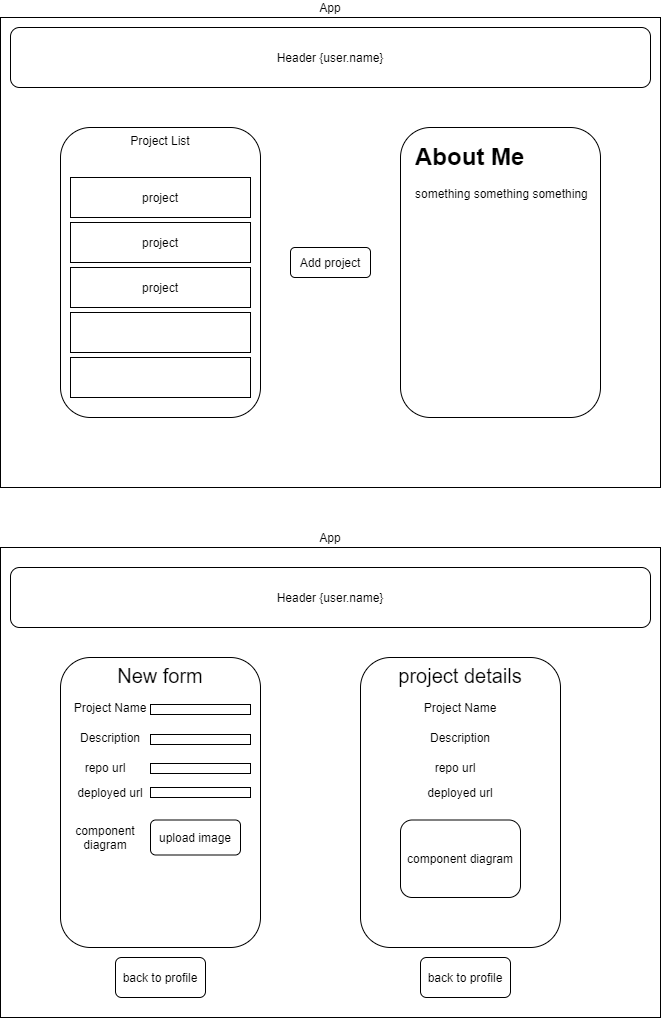 App
Header {user.name}
Project List
project
project
project
Add project
About Me
something something something
App
Header {user.name}
New form
Project Name
Description
repo url
deployed url
component
diagram
upload image
back to profile
project details
Project Name
Description
repo url
deployed url
component diagram
back to profile